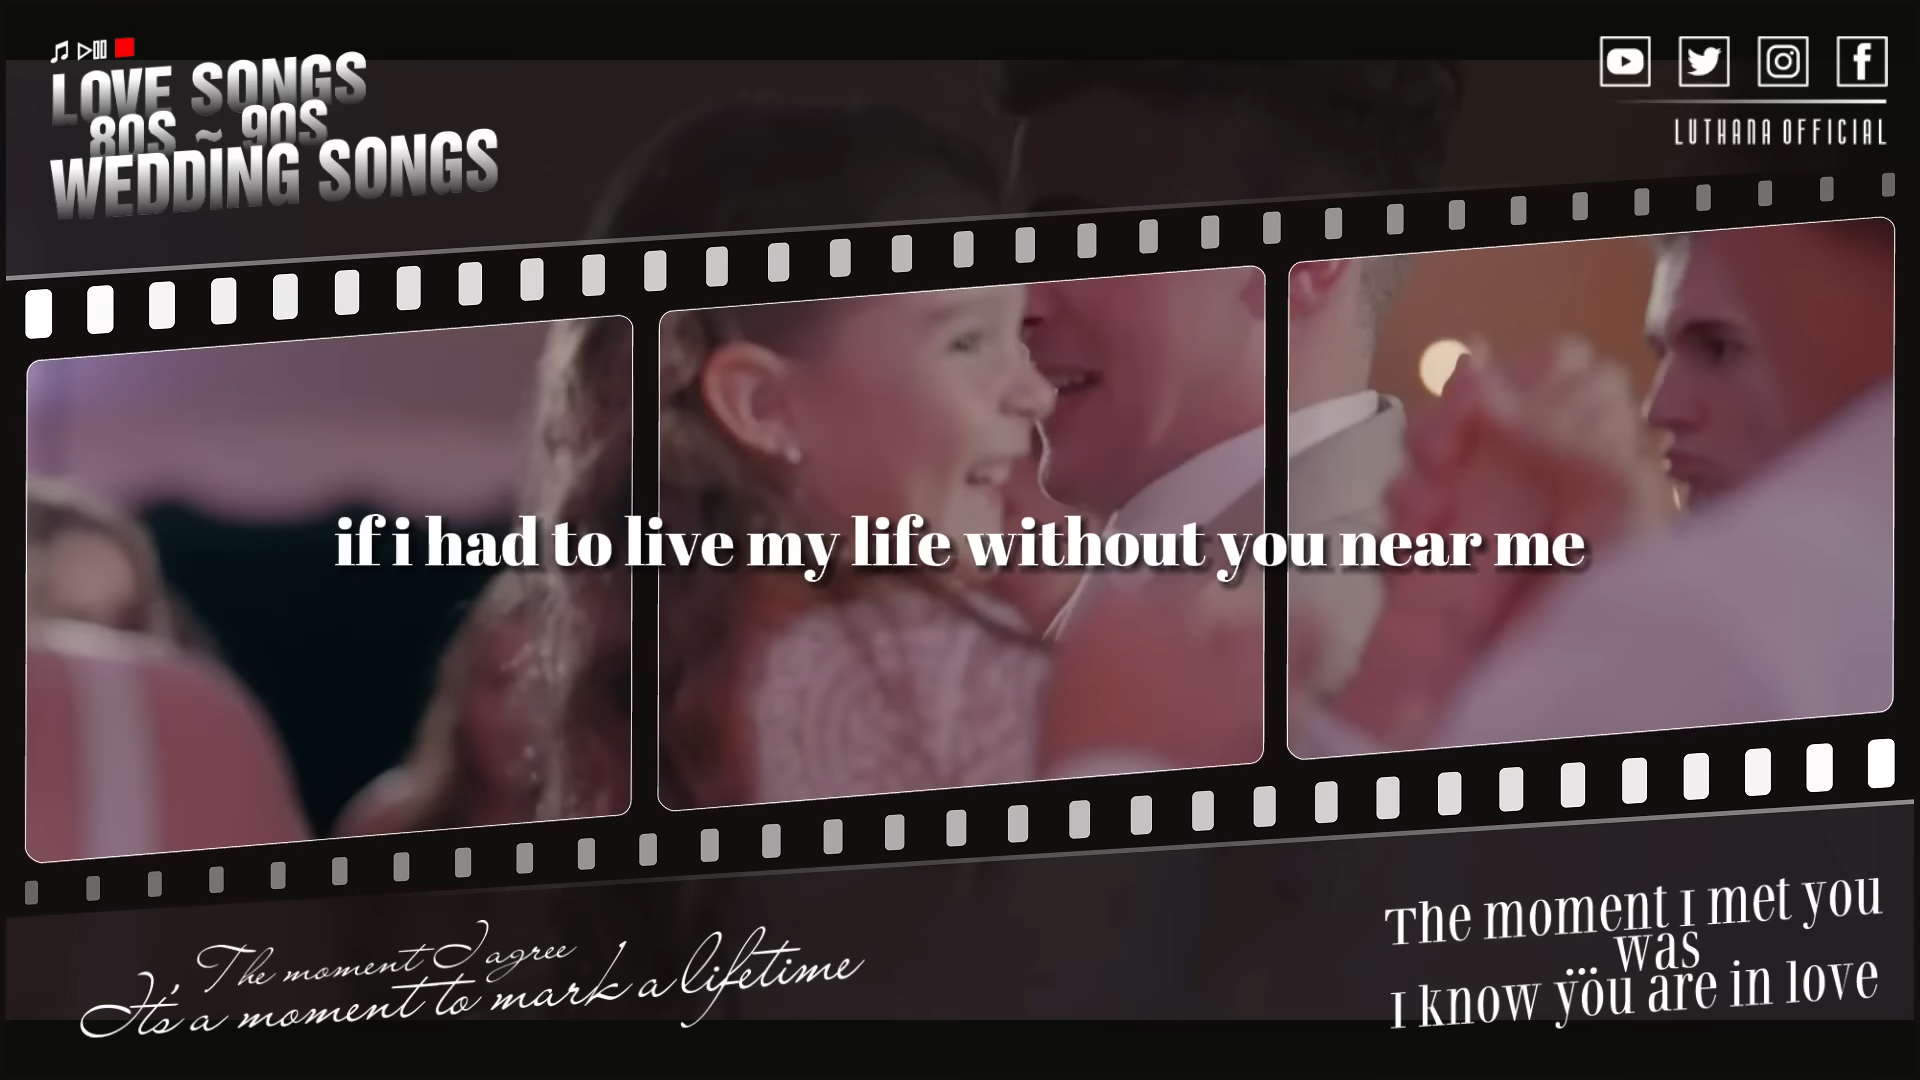 LOVE SONGS
80S ~ 90S
WEDDING SONGS
LUTHANA OFFICIAL
if i had to live my life without you near me
The moment I agree
It's a moment to mark a lifetime
The moment I met you
was
I know you are in love